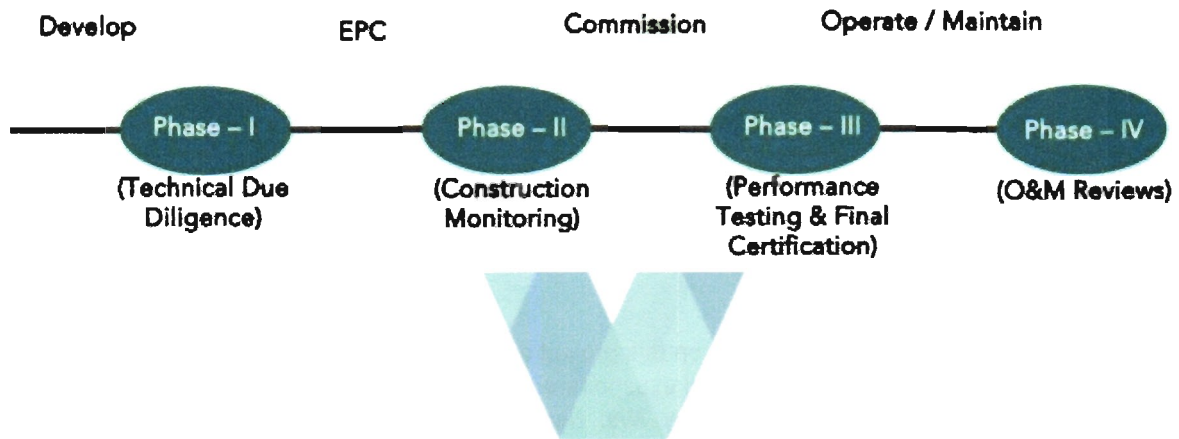 Develop
EPC
Commission
Operate / Maintain
Phase – I
Phase – II
Phase – III
Phase – IV
(Technical Due
Diligence)
(Construction
Monitoring)
(Performance
Testing & Final
Certification)
(O&M Reviews)